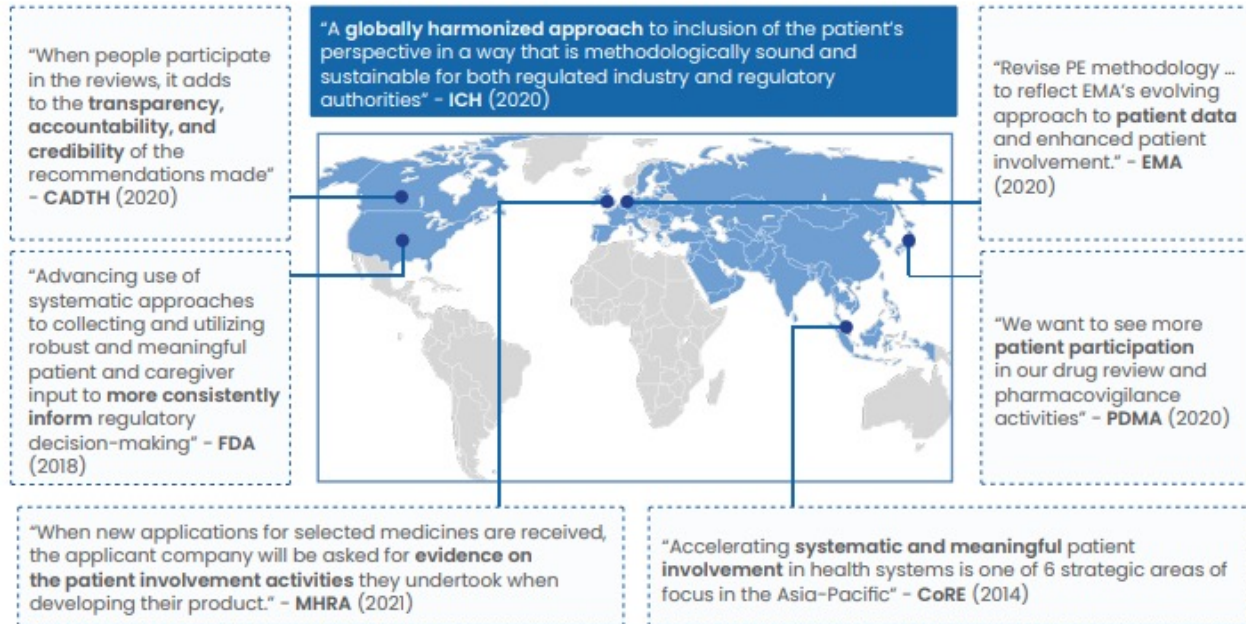 “A globally harmonized approach to inclusion of the patient’s
perspective in a way that is methodologically sound and
sustainable for both regulated industry and regulatory
authorities” - ICH (2020)
“When people participate
in the reviews, it adds
to the transparency,
accountability, and
credibility of the
recommendations made”
- CADTH (2020)
“Revise PE methodology ...
to reflect EMA’s evolving
approach to patient data
and enhanced patient
involvement.” - EMA
(2020)
“Advancing use of
systematic approaches
to collecting and utilizing
robust and meaningful
patient and caregiver
input to more consistently
inform regulatory
decision-making” - FDA
(2018)
“We want to see more
patient participation
in our drug review and
pharmacovigilance
activities” - PDMA (2020)
“When new applications for selected medicines are received,
the applicant company will be asked for evidence on
the patient involvement activities they undertook when
developing their product.” - MHRA (2021)
“Accelerating systematic and meaningful patient
involvement in health systems is one of 6 strategic areas of
focus in the Asia-Pacific” - CoRE (2014)